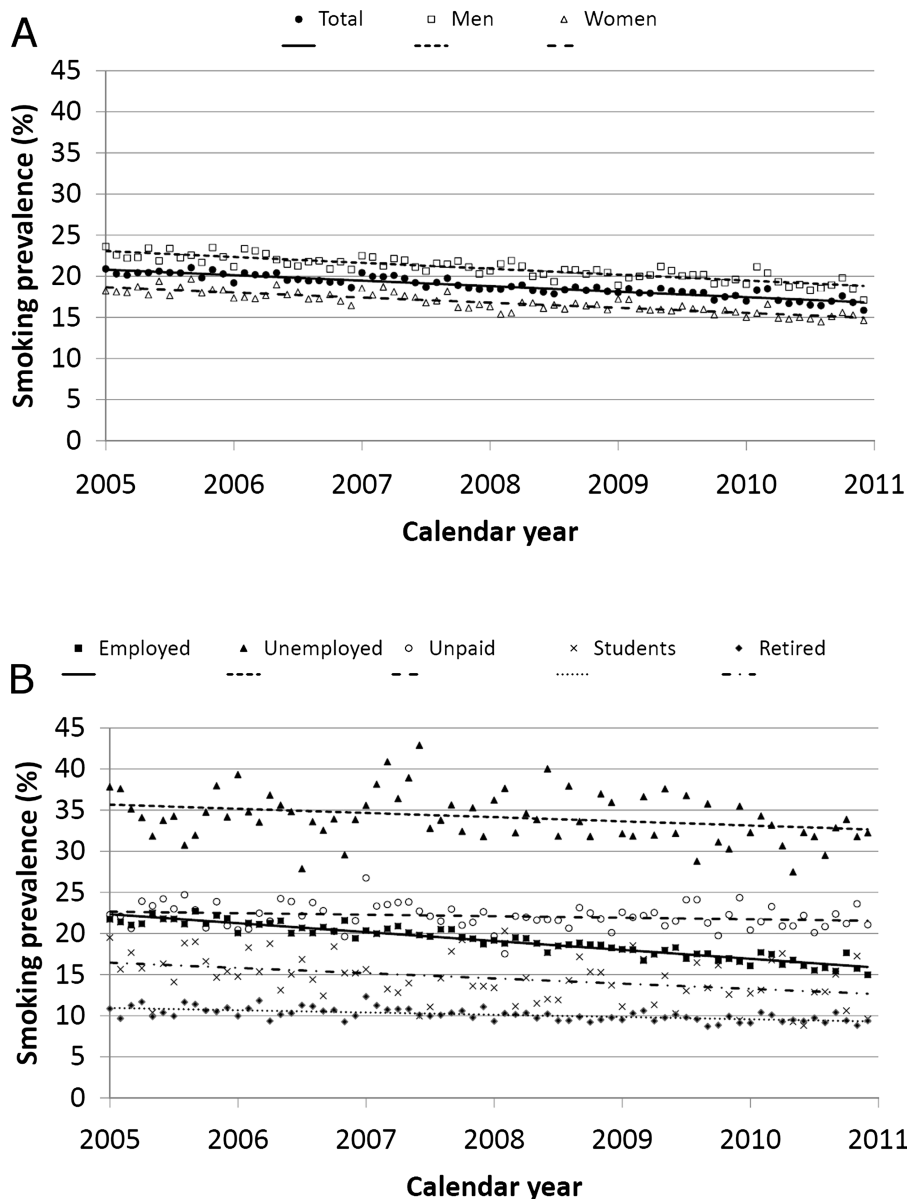 A
Total Men Women
45
40
35
30
25
20
15
10
5
0
Smoking prevalence (%)
2005 2006 2007 2008 2009 2010 2011
Calendar year
Employed Unemployed Unpaid Students Retired
B
45
40
35
30
25
20
15
10
5
0
Smoking prevalence (%)
2005 2006 2007 2008 2009 2010 2011
Calendar year